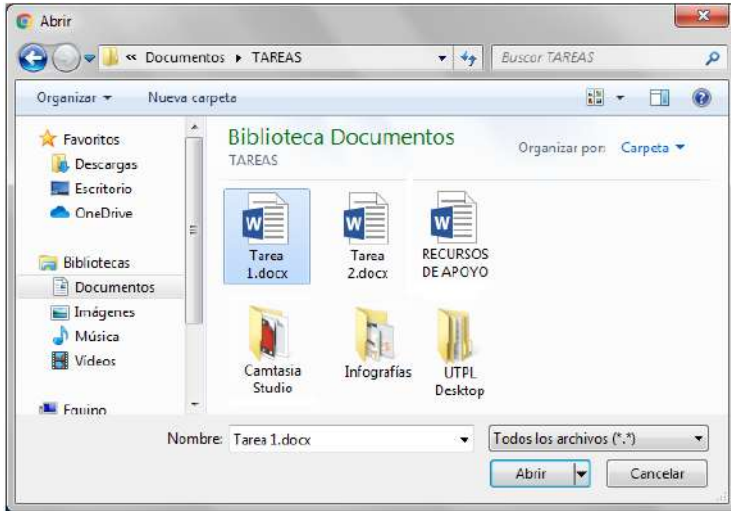 Abrir
« Documentos ▸ TAREAS
Buscar TAREAS
Organizar
Nueva carpeta
Favoritos
Descargas
Escritorio
OneDrive
Bibliotecas
Documentos
Imágenes
Música
Vídeos
Equipo
Biblioteca Documentos
TAREAS
Organizar por: Carpeta
Tarea
1.docx
Tarea
2.docx
RECURSOS
DE APOYO
Camtasia
Studio
Infografías
UTPL
Desktop
Nombre: Tarea 1.docx
Todos los archivos (*.*)
Abrir
Cancelar